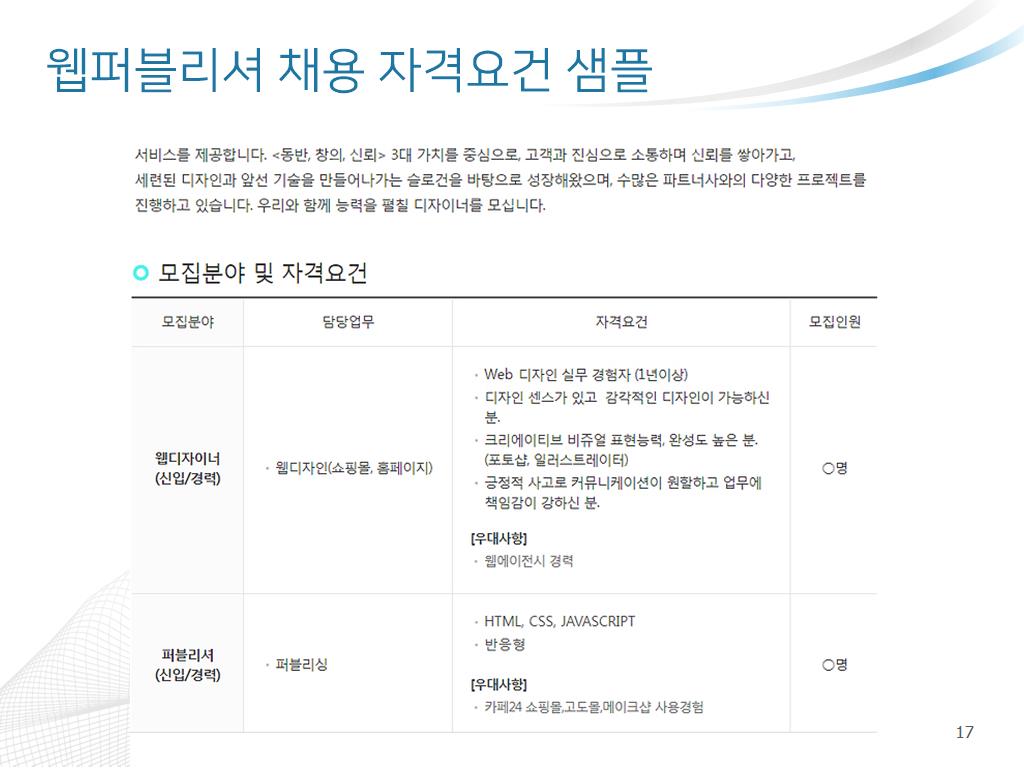 웹퍼블리셔 채용 자격요건 샘플
서비스를 제공합니다. <동반, 창의, 신뢰> 3대 가치를 중심으로, 고객과 진심으로 소통하며 신뢰를 쌓아가고,
세련된 디자인과 앞선 기술을 만들어나가는 슬로건을 바탕으로 성장해왔으며, 수많은 파트너사와의 다양한 프로젝트를
진행하고 있습니다. 우리와 함께 능력을 펼칠 디자이너를 모십니다.
모집분야 및 자격요건
모집분야 담당업무 자격요건 모집인원
웹디자이너
(신입/경력)
· 웹디자인(쇼핑몰, 홈페이지)
· Web 디자인 실무 경험자 (1년이상)
· 디자인 센스가 있고 감각적인 디자인이 가능하신
분.
· 크리에이티브 비쥬얼 표현능력, 완성도 높은 분.
(포토샵, 일러스트레이터)
· 긍정적 사고로 커뮤니케이션이 원할하고 업무에
책임감이 강하신 분.
[우대사항]
· 웹에이전시 경력
○명
퍼블리셔
(신입/경력)
· 퍼블리싱
· HTML, CSS, JAVASCRIPT
· 반응형
[우대사항]
· 카페24 쇼핑몰,고도몰,메이크샵 사용경험
○명
17